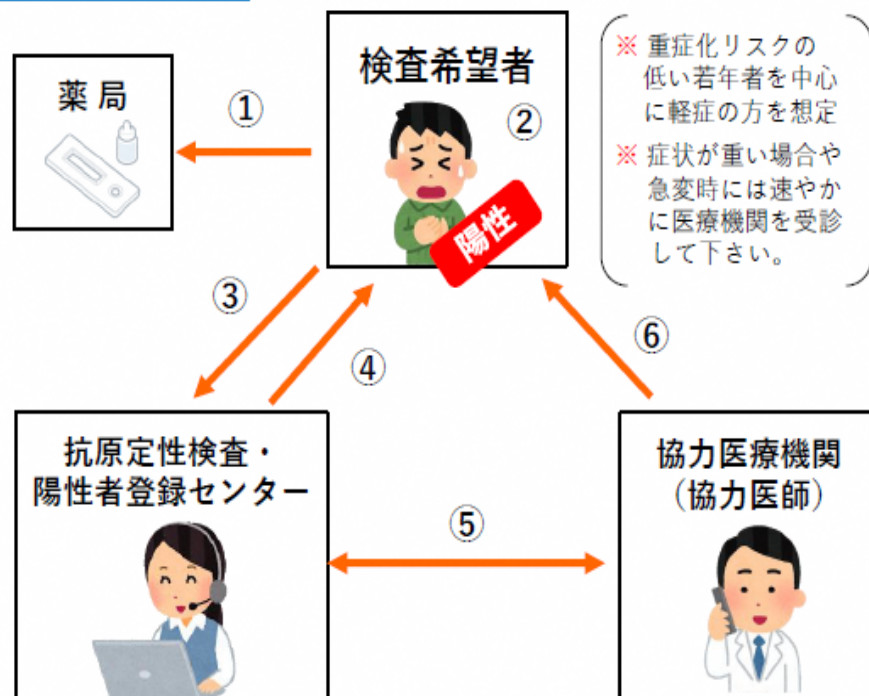 薬局
①
検査希望者
②
陽性
※ 重症化リスクの
低い若年者を中心
に軽症の方を想定
※ 症状が重い場合や
急変時には速やか
に医療機関を受診
して下さい。
③
④
⑥
抗原定性検査・
陽性者登録センター
⑤
協力医療機関
（協力医師）